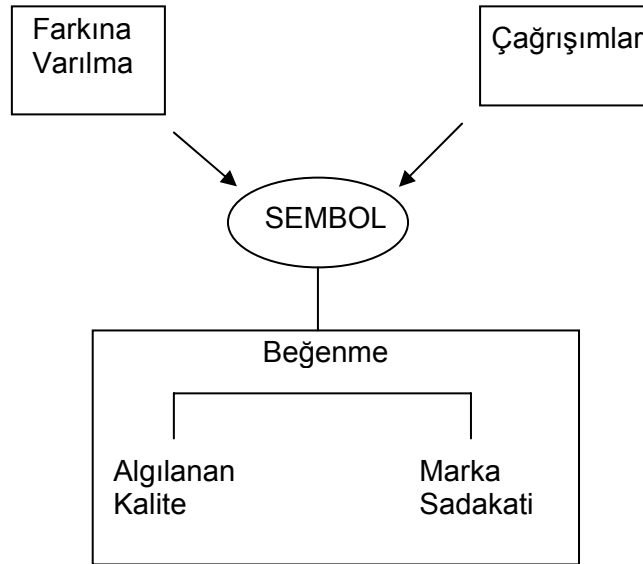 Farkına
Varılma
Çağrışımlar
SEMBOL
Beğenme
Algılanan
Kalite
Marka
Sadakati